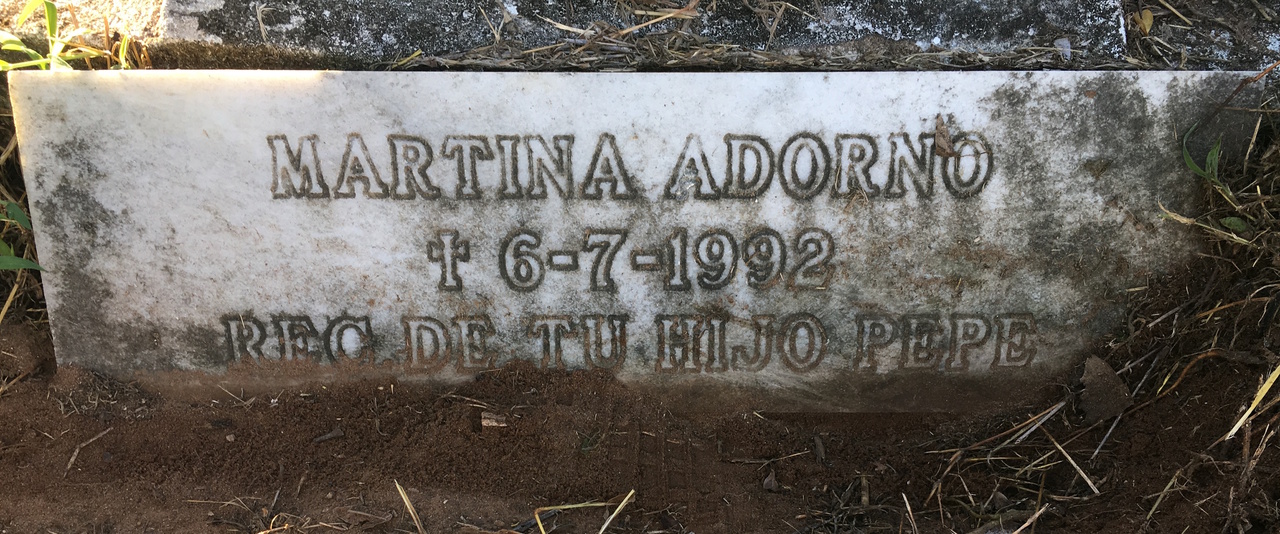 MARTINA ADORNO
† 6-7-1992
REC. DE TU HIJO PEPE